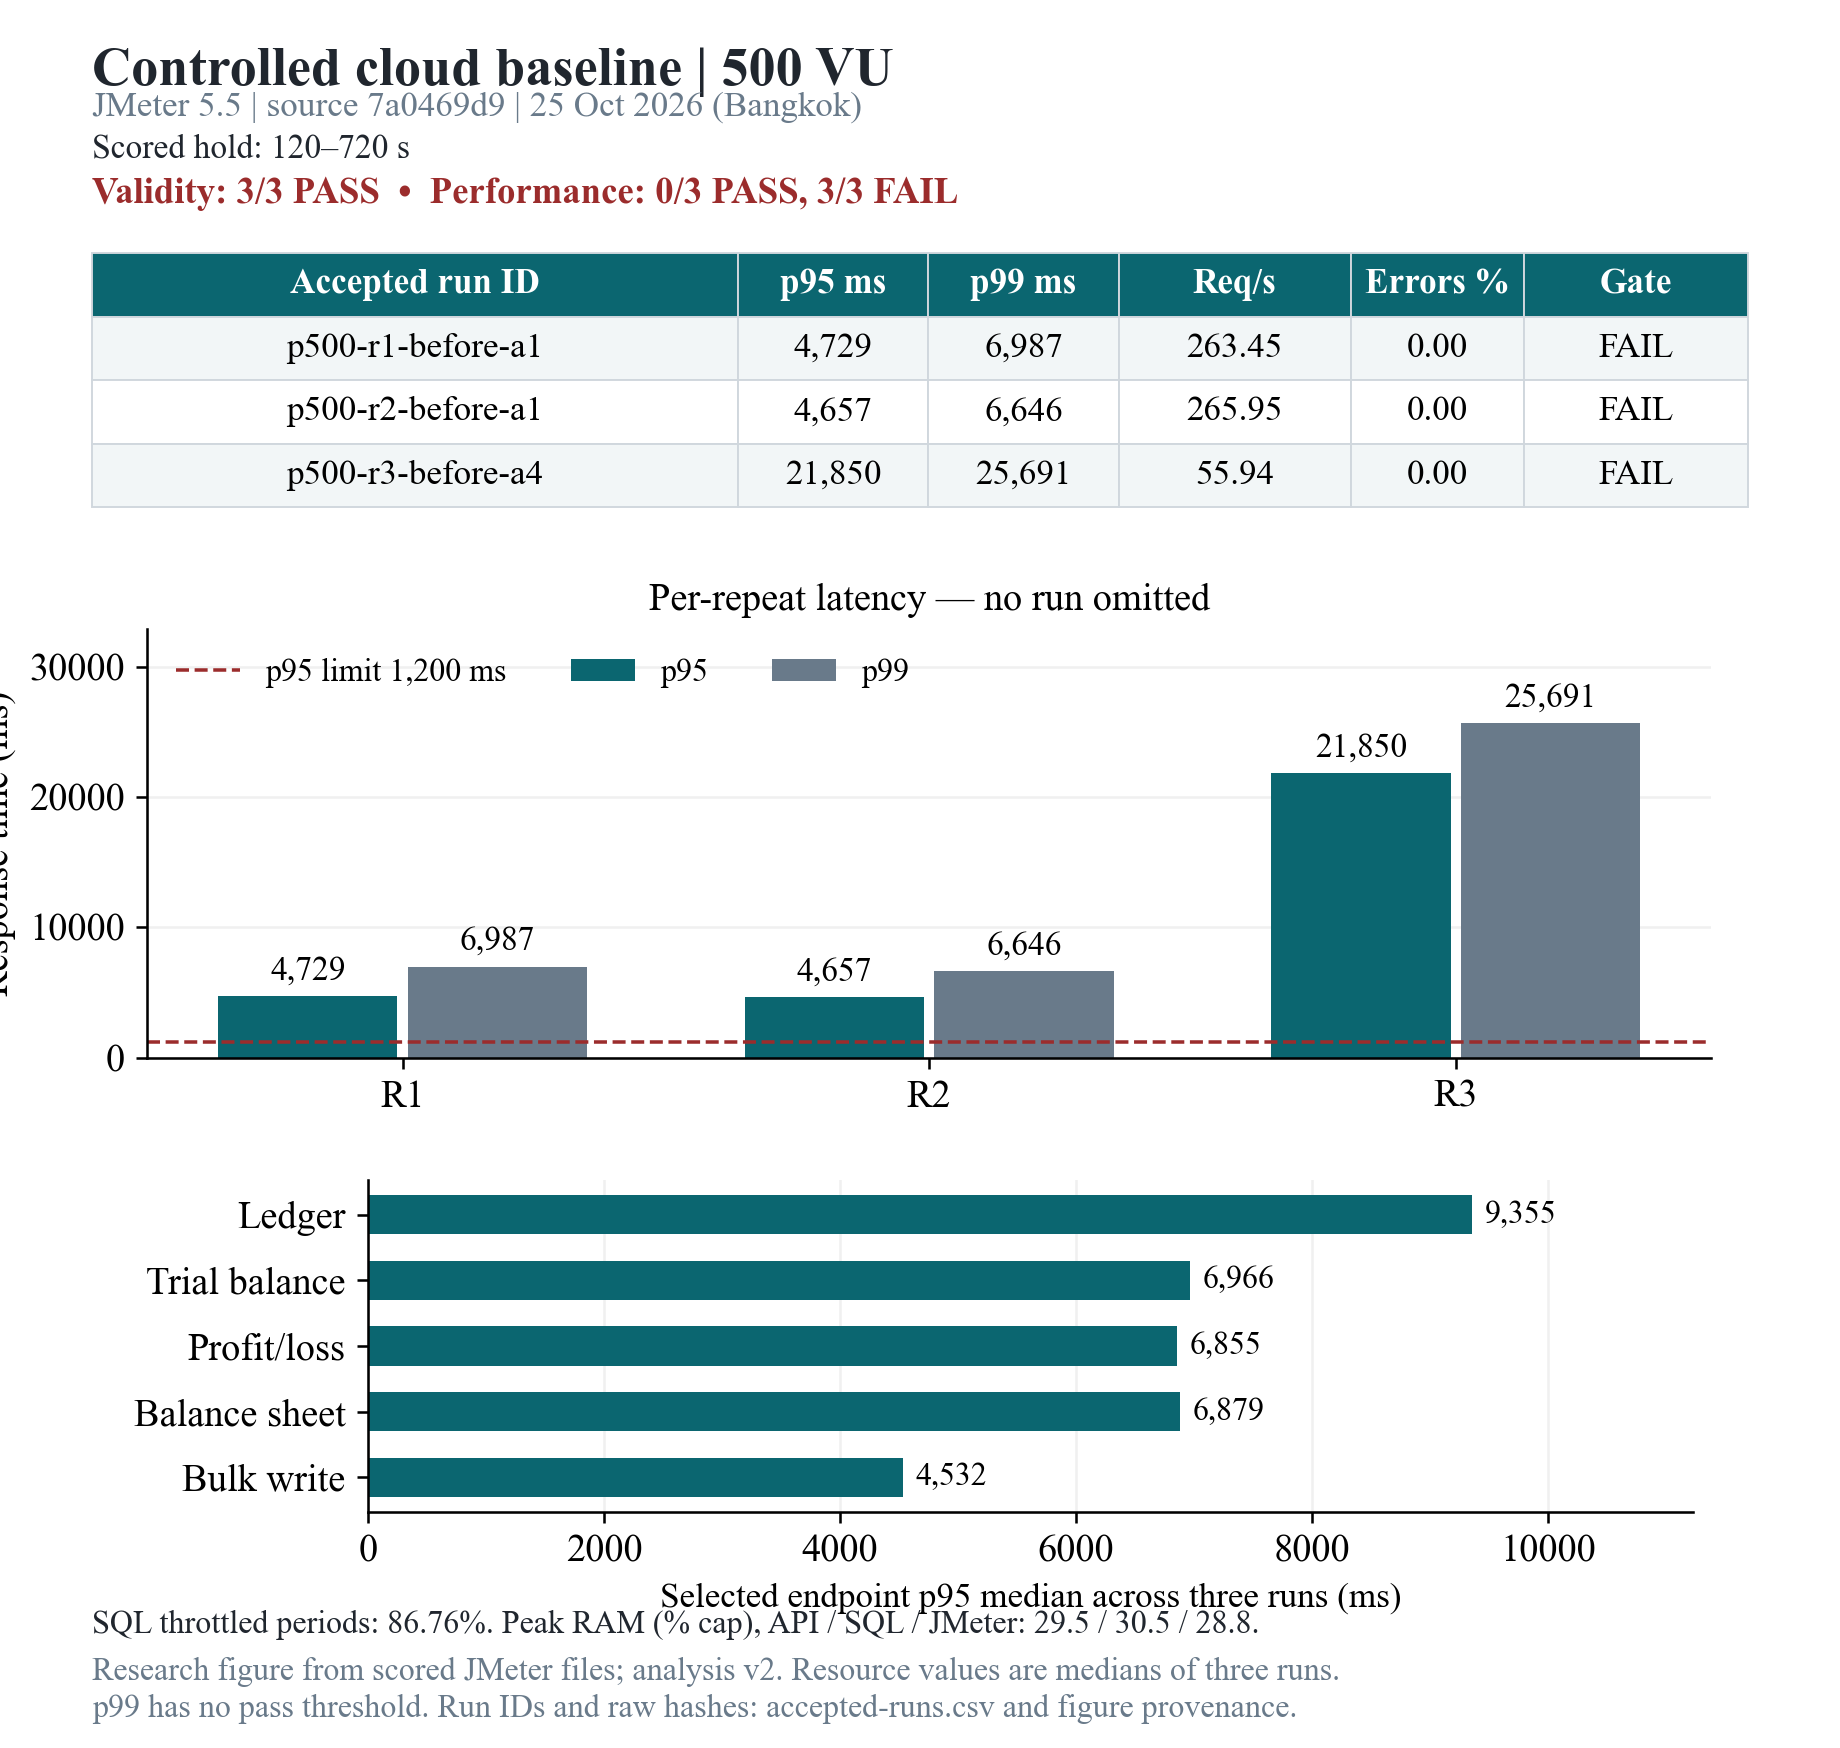 Controlled cloud baseline | 500 VU
JMeter 5.5 | source 7a0469d9 | 25 Oct 2026 (Bangkok)
Scored hold: 120–720 s
Validity: 3/3 PASS • Performance: 0/3 PASS, 3/3 FAIL
Accepted run ID p95 ms p99 ms Req/s Errors % Gate
p500-r1-before-a1 4,729 6,987 263.45 0.00 FAIL
p500-r2-before-a1 4,657 6,646 265.95 0.00 FAIL
p500-r3-before-a4 21,850 25,691 55.94 0.00 FAIL
Per-repeat latency — no run omitted
Response time (ms)
30000
20000
10000
0
p95 limit 1,200 ms p95 p99
4,729 6,987 4,657 6,646 21,850 25,691
R1 R2 R3
Ledger 9,355
Trial balance 6,966
Profit/loss 6,855
Balance sheet 6,879
Bulk write 4,532
0 2000 4000 6000 8000 10000
Selected endpoint p95 median across three runs (ms)
SQL throttled periods: 86.76%. Peak RAM (% cap), API / SQL / JMeter: 29.5 / 30.5 / 28.8.
Research figure from scored JMeter files; analysis v2. Resource values are medians of three runs.
p99 has no pass threshold. Run IDs and raw hashes: accepted-runs.csv and figure provenance.